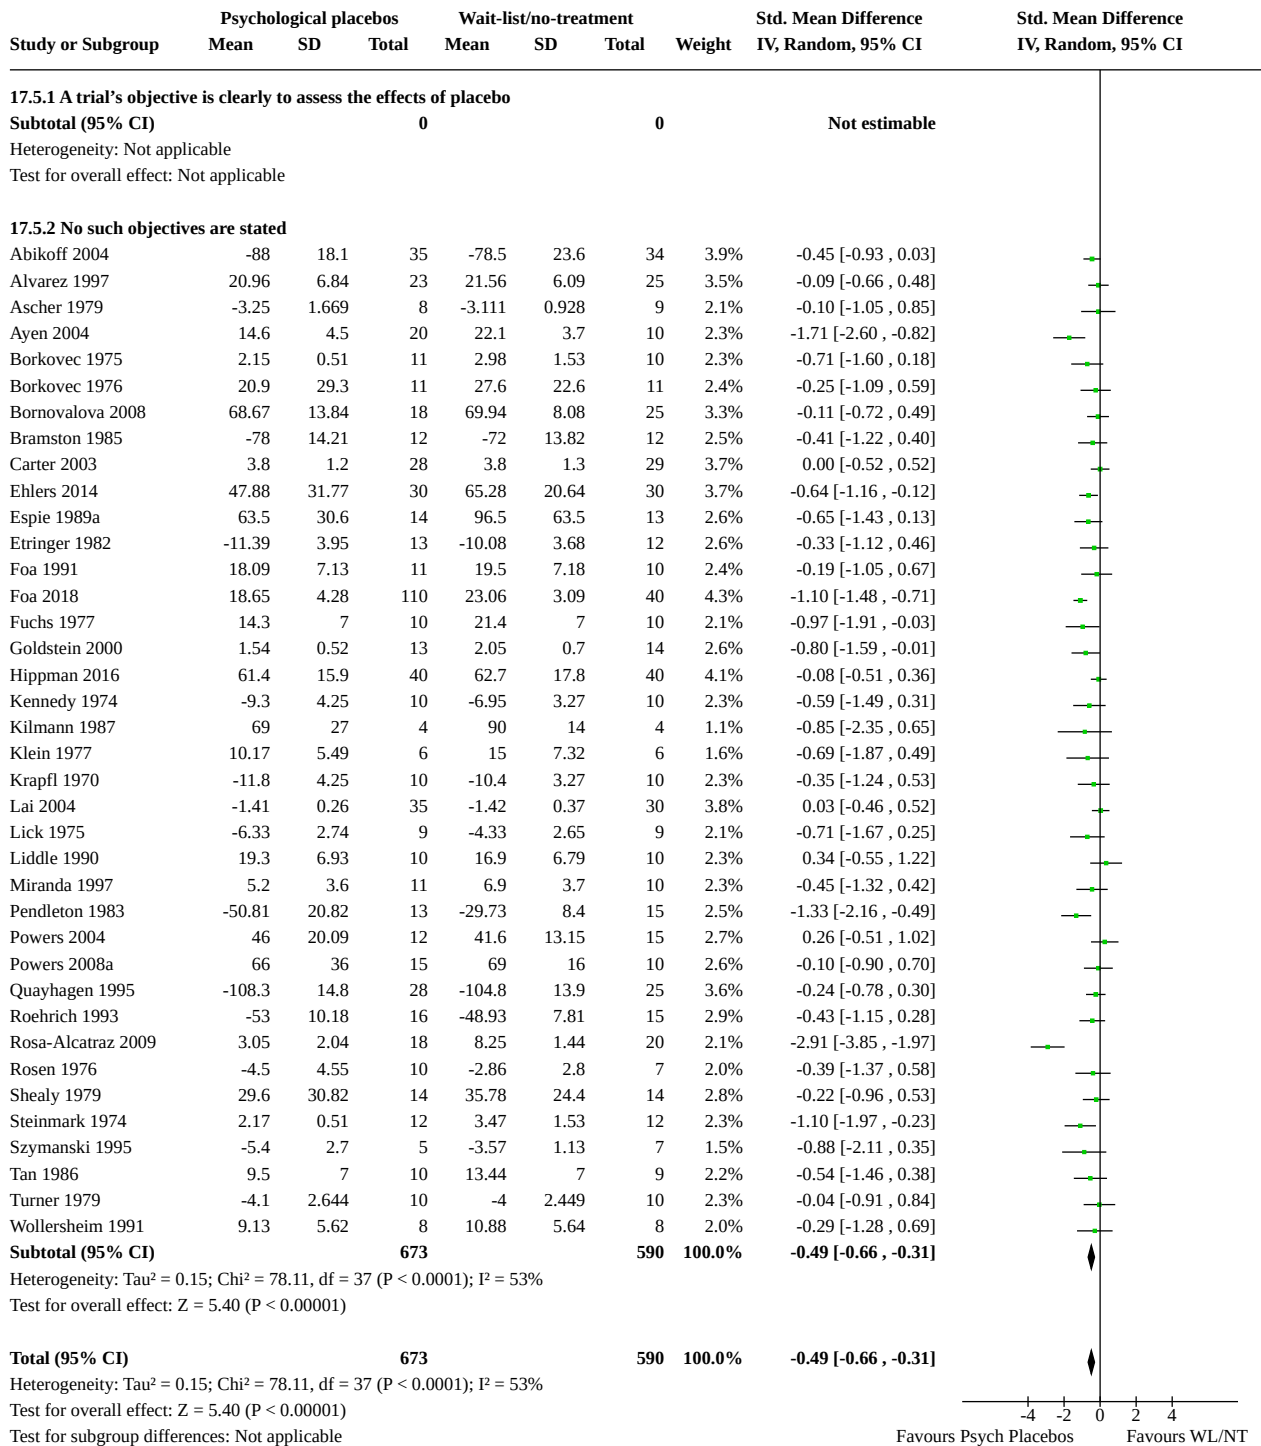 Psychological placebos Wait-list/no-treatment Std. Mean Difference Std. Mean Difference
Study or Subgroup Mean SD Total Mean SD Total Weight IV, Random, 95% CI IV, Random, 95% CI
17.5.1 A trial's objective is clearly to assess the effects of placebo
Subtotal (95% CI) 0 0 Not estimable
Heterogeneity: Not applicable
Test for overall effect: Not applicable
17.5.2 No such objectives are stated
Abikoff 2004 -88 18.1 35 -78.5 23.6 34 3.9% -0.45 [-0.93 , 0.03]
Alvarez 1997 20.96 6.84 23 21.56 6.09 25 3.5% -0.09 [-0.66 , 0.48]
Ascher 1979 -3.25 1.669 8 -3.111 0.928 9 2.1% -0.10 [-1.05 , 0.85]
Ayen 2004 14.6 4.5 20 22.1 3.7 10 2.3% -1.71 [-2.60 , -0.82]
Borkovec 1975 2.15 0.51 11 2.98 1.53 10 2.3% -0.71 [-1.60 , 0.18]
Borkovec 1976 20.9 29.3 11 27.6 22.6 11 2.4% -0.25 [-1.09 , 0.59]
Bornovalova 2008 68.67 13.84 18 69.94 8.08 25 3.3% -0.11 [-0.72 , 0.49]
Bramston 1985 -78 14.21 12 -72 13.82 12 2.5% -0.41 [-1.22 , 0.40]
Carter 2003 3.8 1.2 28 3.8 1.3 29 3.7% 0.00 [-0.52 , 0.52]
Ehlers 2014 47.88 31.77 30 65.28 20.64 30 3.7% -0.64 [-1.16 , -0.12]
Espie 1989a 63.5 30.6 14 96.5 63.5 13 2.6% -0.65 [-1.43 , 0.13]
Etringer 1982 -11.39 3.95 13 -10.08 3.68 12 2.6% -0.33 [-1.12 , 0.46]
Foa 1991 18.09 7.13 11 19.5 7.18 10 2.4% -0.19 [-1.05 , 0.67]
Foa 2018 18.65 4.28 110 23.06 3.09 40 4.3% -1.10 [-1.48 , -0.71]
Fuchs 1977 14.3 7 10 21.4 7 10 2.1% -0.97 [-1.91 , -0.03]
Goldstein 2000 1.54 0.52 13 2.05 0.7 14 2.6% -0.80 [-1.59 , -0.01]
Hippman 2016 61.4 15.9 40 62.7 17.8 40 4.1% -0.08 [-0.51 , 0.36]
Kennedy 1974 -9.3 4.25 10 -6.95 3.27 10 2.3% -0.59 [-1.49 , 0.31]
Kilmann 1987 69 27 4 90 14 4 1.1% -0.85 [-2.35 , 0.65]
Klein 1977 10.17 5.49 6 15 7.32 6 1.6% -0.69 [-1.87 , 0.49]
Krapfl 1970 -11.8 4.25 10 -10.4 3.27 10 2.3% -0.35 [-1.24 , 0.53]
Lai 2004 -1.41 0.26 35 -1.42 0.37 30 3.8% 0.03 [-0.46 , 0.52]
Lick 1975 -6.33 2.74 9 -4.33 2.65 9 2.1% -0.71 [-1.67 , 0.25]
Liddle 1990 19.3 6.93 10 16.9 6.79 10 2.3% 0.34 [-0.55 , 1.22]
Miranda 1997 5.2 3.6 11 6.9 3.7 10 2.3% -0.45 [-1.32 , 0.42]
Pendleton 1983 -50.81 20.82 13 -29.73 8.4 15 2.5% -1.33 [-2.16 , -0.49]
Powers 2004 46 20.09 12 41.6 13.15 15 2.7% 0.26 [-0.51 , 1.02]
Powers 2008a 66 36 15 69 16 10 2.6% -0.10 [-0.90 , 0.70]
Quayhagen 1995 -108.3 14.8 28 -104.8 13.9 25 3.6% -0.24 [-0.78 , 0.30]
Roehrich 1993 -53 10.18 16 -48.93 7.81 15 2.9% -0.43 [-1.15 , 0.28]
Rosa-Alcatraz 2009 3.05 2.04 18 8.25 1.44 20 2.1% -2.91 [-3.85 , -1.97]
Rosen 1976 -4.5 4.55 10 -2.86 2.8 7 2.0% -0.39 [-1.37 , 0.58]
Shealy 1979 29.6 30.82 14 35.78 24.4 14 2.8% -0.22 [-0.96 , 0.53]
Steinmark 1974 2.17 0.51 12 3.47 1.53 12 2.3% -1.10 [-1.97 , -0.23]
Szymanski 1995 -5.4 2.7 5 -3.57 1.13 7 1.5% -0.88 [-2.11 , 0.35]
Tan 1986 9.5 7 10 13.44 7 9 2.2% -0.54 [-1.46 , 0.38]
Turner 1979 -4.1 2.644 10 -4 2.449 10 2.3% -0.04 [-0.91 , 0.84]
Wollersheim 1991 9.13 5.62 8 10.88 5.64 8 2.0% -0.29 [-1.28 , 0.69]
Subtotal (95% CI) 673 590 100.0% -0.49 [-0.66 , -0.31]
Heterogeneity: Tau² = 0.15; Chi² = 78.11, df = 37 (P < 0.0001); I² = 53%
Test for overall effect: Z = 5.40 (P < 0.00001)
Total (95% CI) 673 590 100.0% -0.49 [-0.66 , -0.31]
Heterogeneity: Tau² = 0.15; Chi² = 78.11, df = 37 (P < 0.0001); I² = 53%
Test for overall effect: Z = 5.40 (P < 0.00001)
-4 -2 0 2 4
Test for subgroup differences: Not applicable Favours Psych Placebos Favours WL/NT